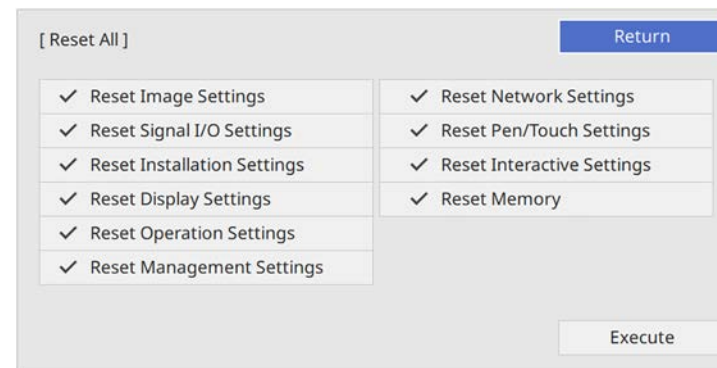 [ Reset All ]
Return
Reset Image Settings
Reset Signal I/O Settings
Reset Installation Settings
Reset Display Settings
Reset Operation Settings
Reset Management Settings
Reset Network Settings
Reset Pen/Touch Settings
Reset Interactive Settings
Reset Memory
Execute